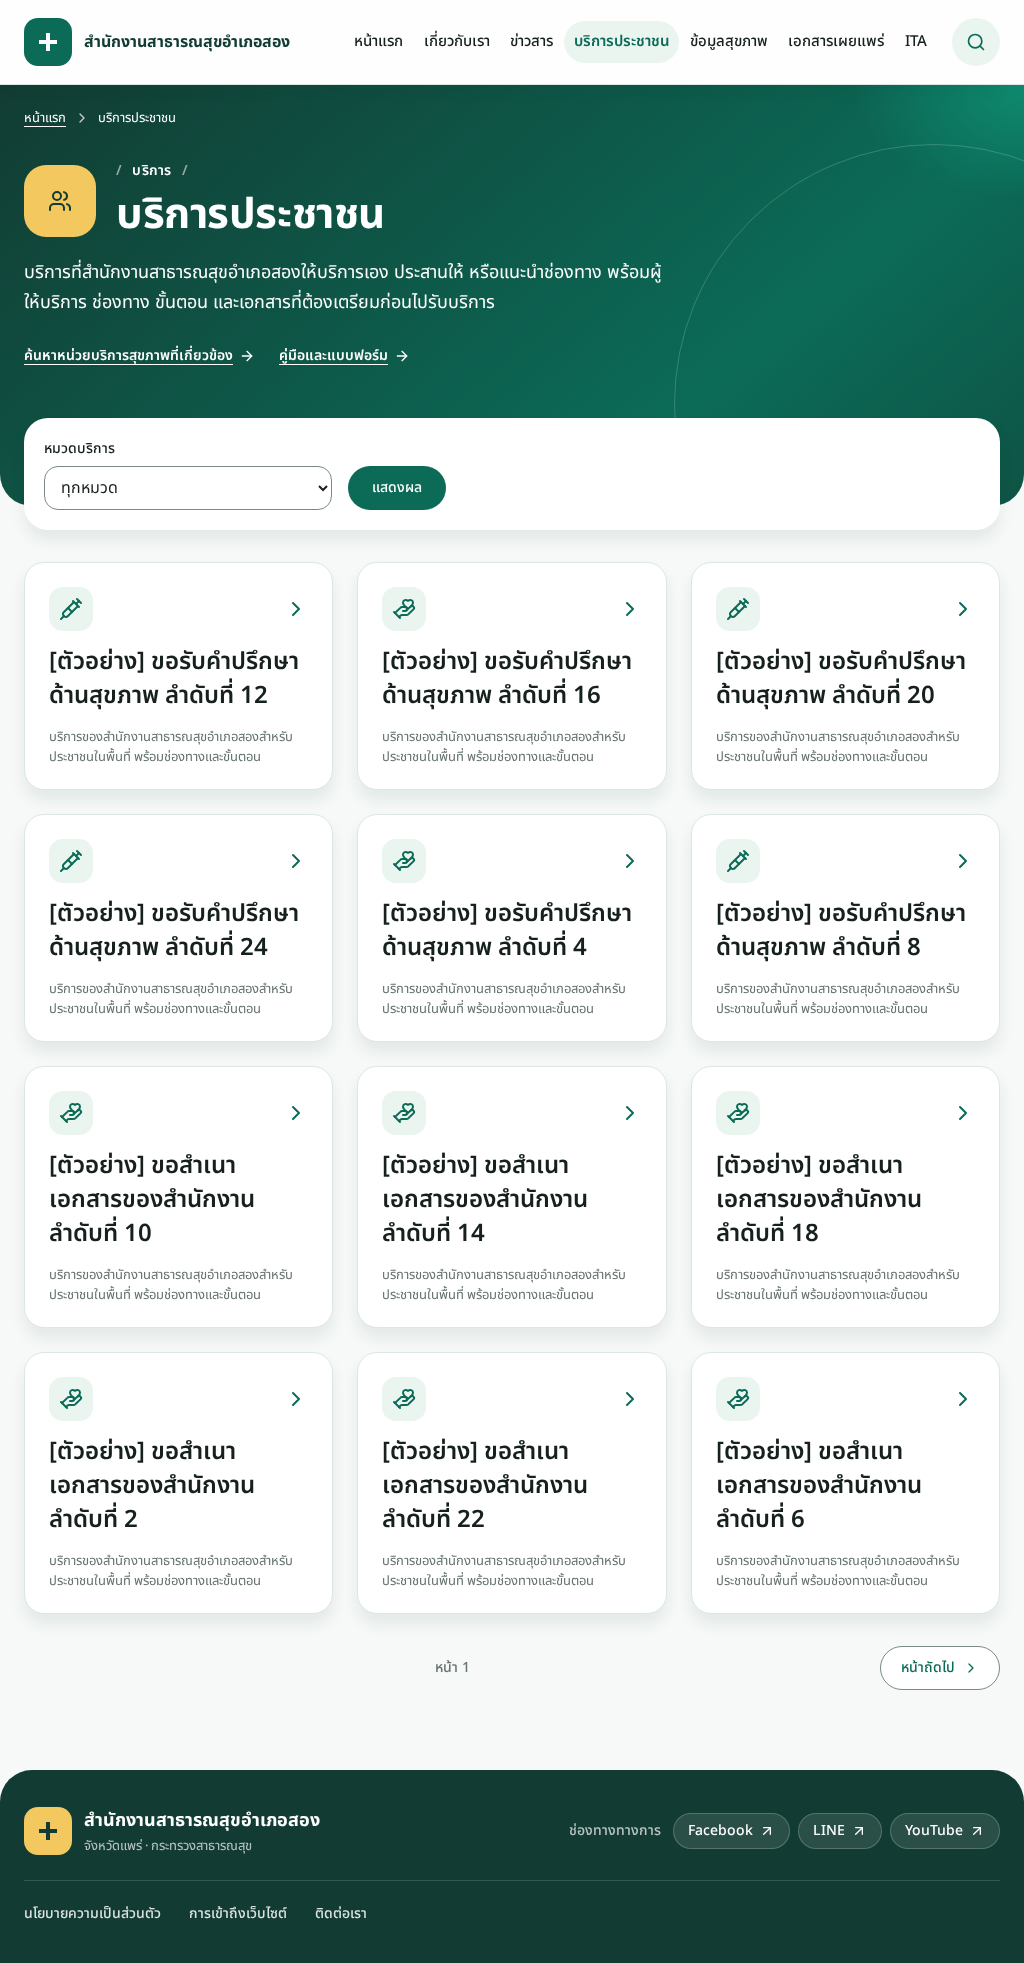 สำนักงานสาธารณสุขอำเภอสอง
หน้าแรก
เกี่ยวกับเรา
ข่าวสาร
บริการประชาชน
ข้อมูลสุขภาพ
เอกสารเผยแพร่
ITA
หน้าแรก
บริการประชาชน
/ บริการ /
บริการประชาชน
บริการที่สำนักงานสาธารณสุขอำเภอสองให้บริการเอง ประสานให้ หรือแนะนำช่องทาง พร้อมผู้
ให้บริการ ช่องทาง ขั้นตอน และเอกสารที่ต้องเตรียมก่อนไปรับบริการ
ค้นหาหน่วยบริการสุขภาพที่เกี่ยวข้อง
คู่มือและแบบฟอร์ม
หมวดบริการ
ทุกหมวด
แสดงผล
[ตัวอย่าง] ขอรับคำปรึกษา
ด้านสุขภาพ ลำดับที่ 12
บริการของสำนักงานสาธารณสุขอำเภอสองสำหรับ
ประชาชนในพื้นที่ พร้อมช่องทางและขั้นตอน
[ตัวอย่าง] ขอรับคำปรึกษา
ด้านสุขภาพ ลำดับที่ 16
บริการของสำนักงานสาธารณสุขอำเภอสองสำหรับ
ประชาชนในพื้นที่ พร้อมช่องทางและขั้นตอน
[ตัวอย่าง] ขอรับคำปรึกษา
ด้านสุขภาพ ลำดับที่ 20
บริการของสำนักงานสาธารณสุขอำเภอสองสำหรับ
ประชาชนในพื้นที่ พร้อมช่องทางและขั้นตอน
[ตัวอย่าง] ขอรับคำปรึกษา
ด้านสุขภาพ ลำดับที่ 24
บริการของสำนักงานสาธารณสุขอำเภอสองสำหรับ
ประชาชนในพื้นที่ พร้อมช่องทางและขั้นตอน
[ตัวอย่าง] ขอรับคำปรึกษา
ด้านสุขภาพ ลำดับที่ 4
บริการของสำนักงานสาธารณสุขอำเภอสองสำหรับ
ประชาชนในพื้นที่ พร้อมช่องทางและขั้นตอน
[ตัวอย่าง] ขอรับคำปรึกษา
ด้านสุขภาพ ลำดับที่ 8
บริการของสำนักงานสาธารณสุขอำเภอสองสำหรับ
ประชาชนในพื้นที่ พร้อมช่องทางและขั้นตอน
[ตัวอย่าง] ขอสำเนา
เอกสารของสำนักงาน
ลำดับที่ 10
บริการของสำนักงานสาธารณสุขอำเภอสองสำหรับ
ประชาชนในพื้นที่ พร้อมช่องทางและขั้นตอน
[ตัวอย่าง] ขอสำเนา
เอกสารของสำนักงาน
ลำดับที่ 14
บริการของสำนักงานสาธารณสุขอำเภอสองสำหรับ
ประชาชนในพื้นที่ พร้อมช่องทางและขั้นตอน
[ตัวอย่าง] ขอสำเนา
เอกสารของสำนักงาน
ลำดับที่ 18
บริการของสำนักงานสาธารณสุขอำเภอสองสำหรับ
ประชาชนในพื้นที่ พร้อมช่องทางและขั้นตอน
[ตัวอย่าง] ขอสำเนา
เอกสารของสำนักงาน
ลำดับที่ 2
บริการของสำนักงานสาธารณสุขอำเภอสองสำหรับ
ประชาชนในพื้นที่ พร้อมช่องทางและขั้นตอน
[ตัวอย่าง] ขอสำเนา
เอกสารของสำนักงาน
ลำดับที่ 22
บริการของสำนักงานสาธารณสุขอำเภอสองสำหรับ
ประชาชนในพื้นที่ พร้อมช่องทางและขั้นตอน
[ตัวอย่าง] ขอสำเนา
เอกสารของสำนักงาน
ลำดับที่ 6
บริการของสำนักงานสาธารณสุขอำเภอสองสำหรับ
ประชาชนในพื้นที่ พร้อมช่องทางและขั้นตอน
หน้า 1
หน้าถัดไป
สำนักงานสาธารณสุขอำเภอสอง
จังหวัดแพร่ · กระทรวงสาธารณสุข
ช่องทางทางการ
Facebook
LINE
YouTube
นโยบายความเป็นส่วนตัว
การเข้าถึงเว็บไซต์
ติดต่อเรา